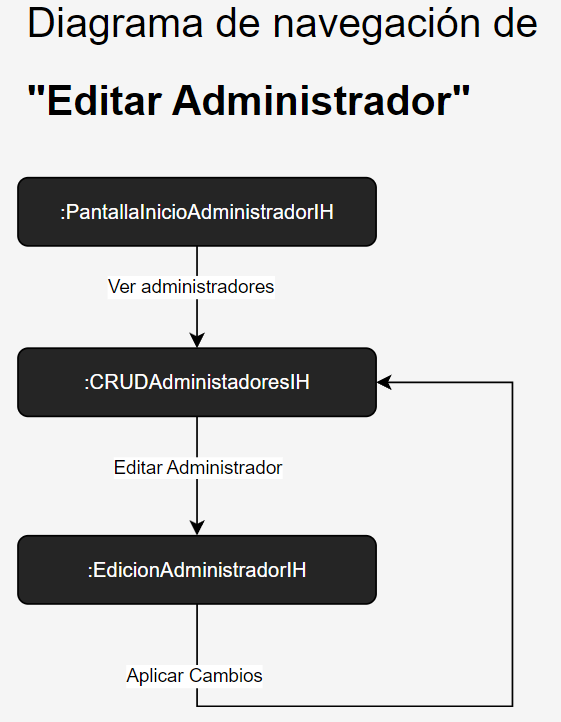 Diagrama de navegación de
"Editar Administrador"
:PantallaInicioAdministradorIH
Ver administradores
:CRUDAdministadoresIH
Editar Administrador
:EdicionAdministradorIH
Aplicar Cambios